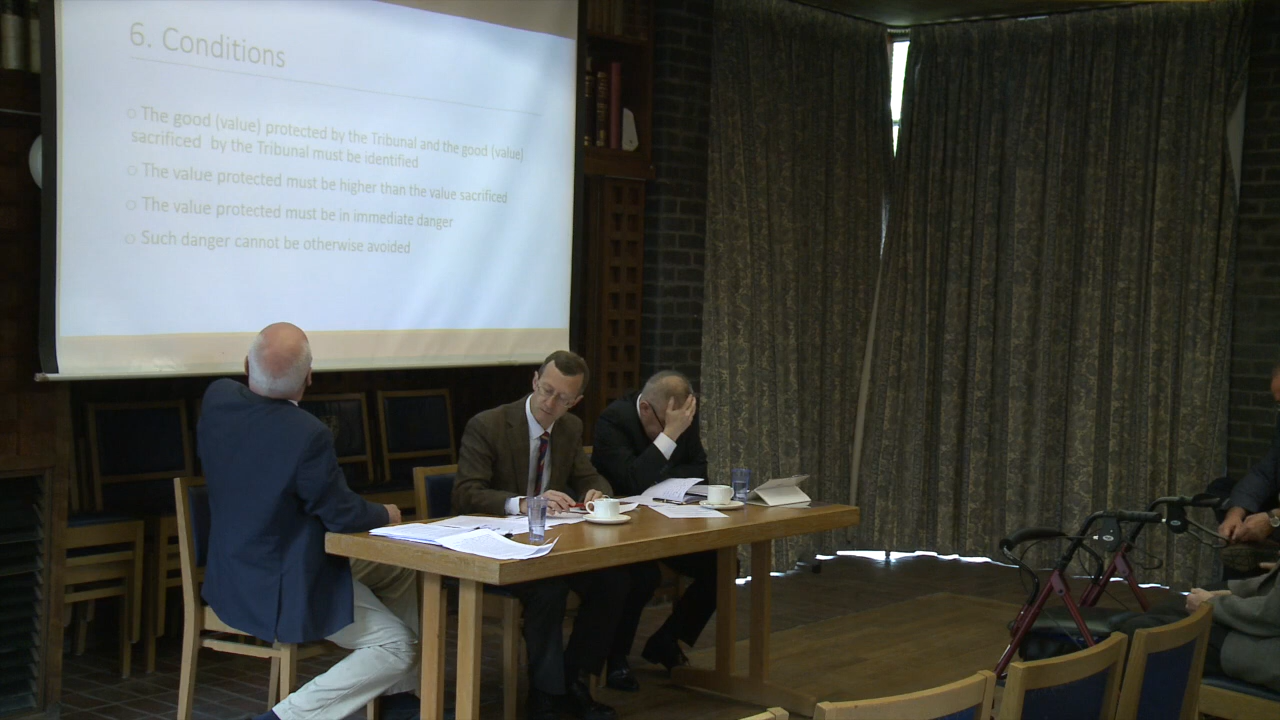 6. Conditions
The good (value) protected by the Tribunal and the good (value)
sacrificed by the Tribunal must be identified
The value protected must be higher than the value sacrificed
The value protected must be in immediate danger
Such danger cannot be otherwise avoided